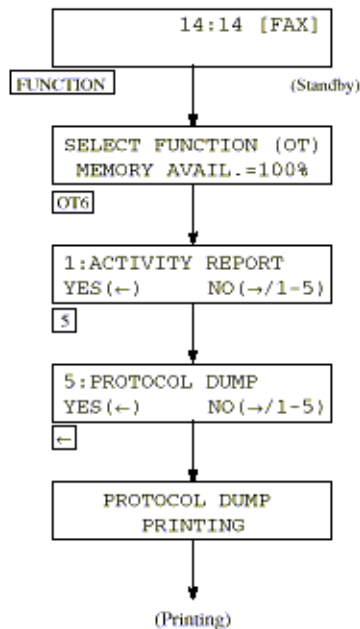 14:14 [FAX]
FUNCTION
(Standby)
SELECT FUNCTION (OT)
MEMORY AVAIL.=100%
OT6
1:ACTIVITY REPORT
YES(←) NO(→/1-5)
5
5:PROTOCOL DUMP
YES(←) NO(→/1-5)
←
PROTOCOL DUMP
PRINTING
(Printing)